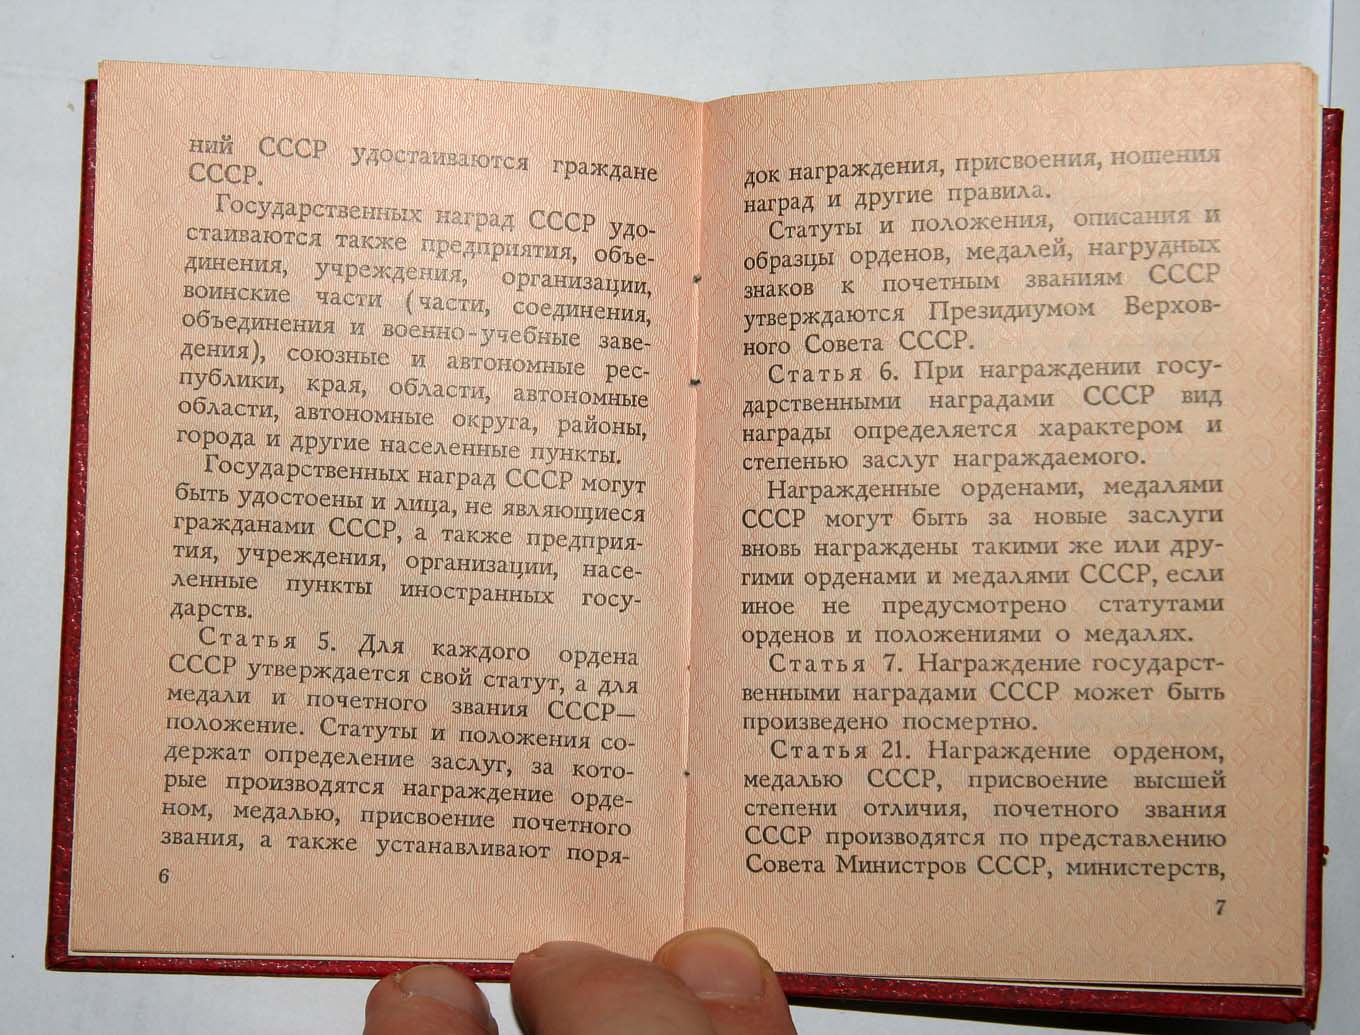 ний СССР удостаиваются граждане
СССР.
Государственных наград СССР удо-
стаиваются также предприятия, объе-
динения, учреждения, организации,
воинские части (части, соединения,
объединения и военно-учебные заве-
дения), союзные и автономные рес-
публики, края, области, автономные
области, автономные округа, районы,
города и другие населенные пункты.
Государственных наград СССР могут
быть удостоены и лица, не являющиеся
гражданами СССР, а также предприя-
тия, учреждения, организации, насе-
ленные пункты иностранных госу-
дарств.
Статья 5. Для каждого ордена
СССР утверждается свой статут, а для
медали и почетного звания СССР—
положение. Статуты и положения со-
держат определение заслуг, за кото-
рые производятся награждение орде-
ном, медалью, присвоение почетного
звания, а также устанавливают поря-
6
док награждения, присвоения, ношения
наград и другие правила.
Статуты и положения, описания и
образцы орденов, медалей, нагрудных
знаков к почетным званиям СССР
утверждаются Президиумом Верхов-
ного Совета СССР.
Статья 6. При награждении госу-
дарственными наградами СССР вид
награды определяется характером и
степенью заслуг награждаемого.
Награжденные орденами, медалями
СССР могут быть за новые заслуги
вновь награждены такими же или дру-
гими орденами и медалями СССР, если
иное не предусмотрено статутами
орденов и положениями о медалях.
Статья 7. Награждение государст-
венными наградами СССР может быть
произведено посмертно.
Статья 21. Награждение орденом,
медалью СССР, присвоение высшей
степени отличия, почетного звания
СССР производятся по представлению
Совета Министров СССР, министерств,
7